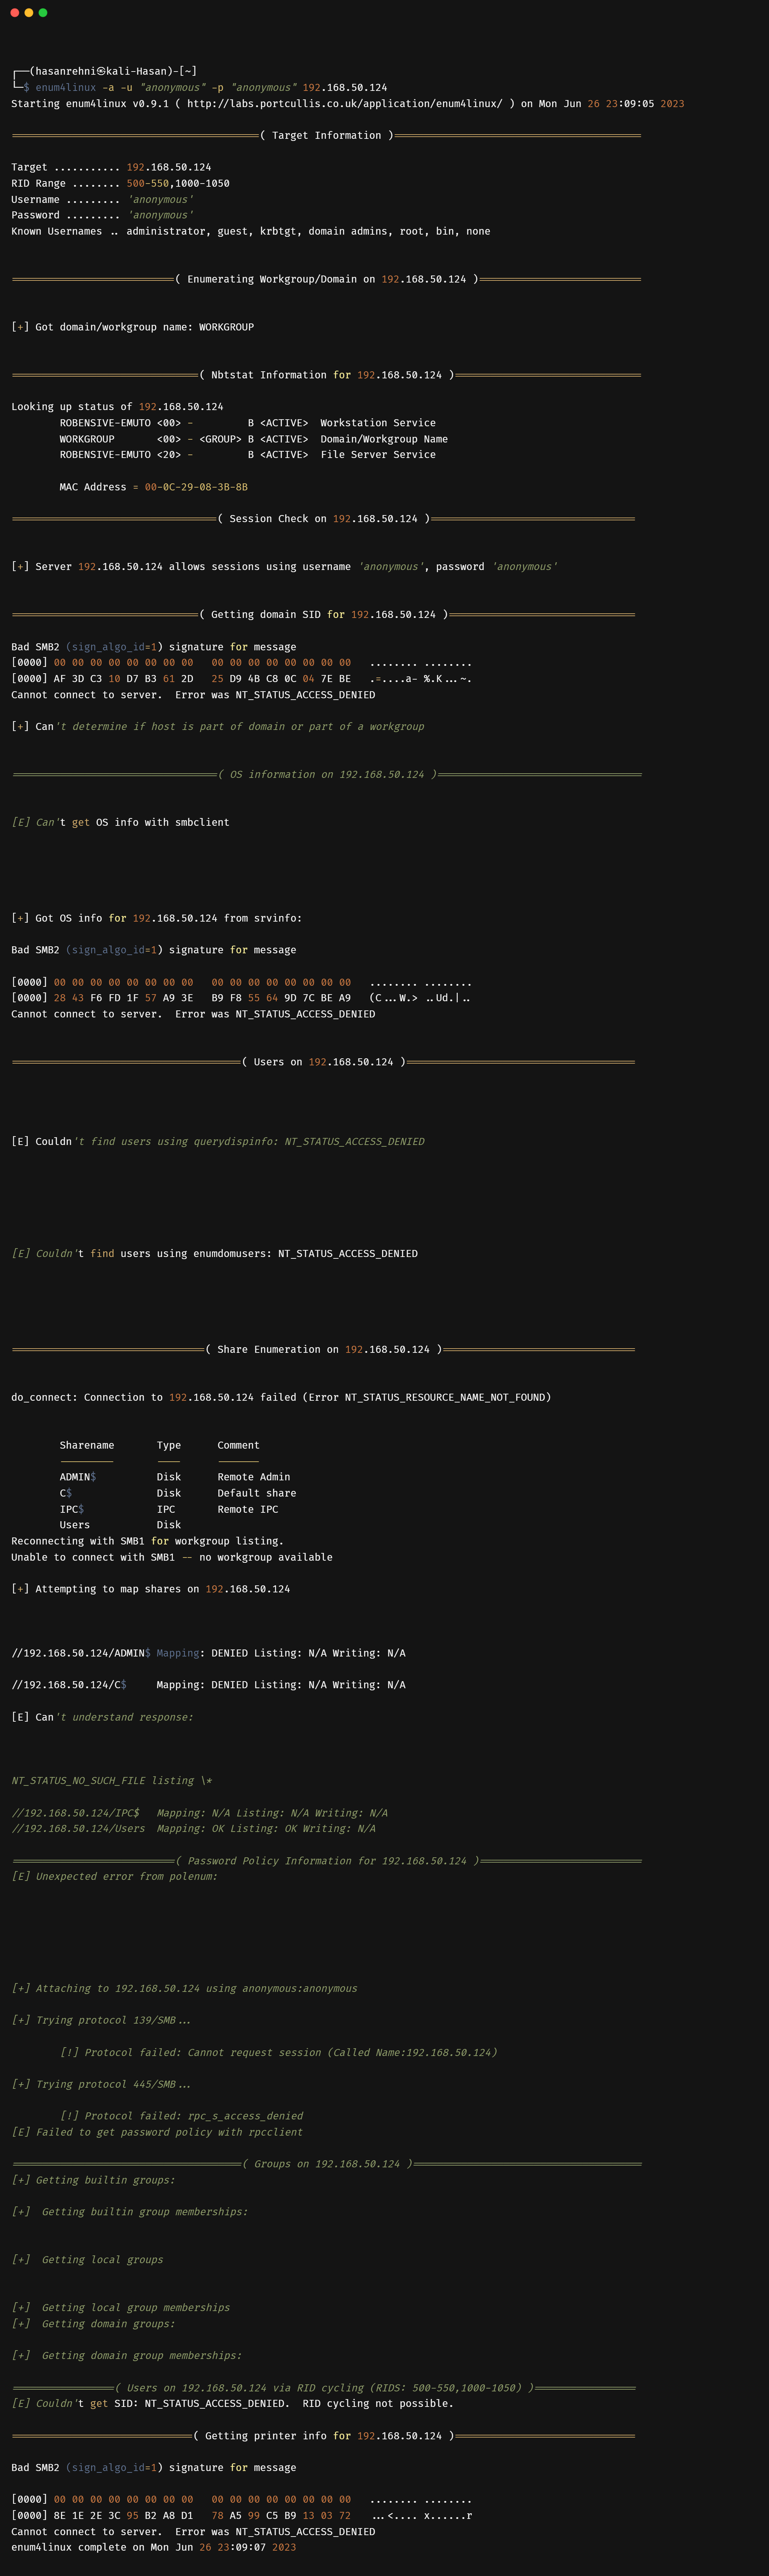 ┌──(hasanrehni㉿kali-Hasan)-[~]
└─$ enum4linux -a -u "anonymous" -p "anonymous" 192.168.50.124
Starting enum4linux v0.9.1 ( http://labs.portcullis.co.uk/application/enum4linux/ ) on Mon Jun 26 23:09:05 2023
=========================================( Target Information )=========================================
Target ........... 192.168.50.124
RID Range ........ 500-550,1000-1050
Username ......... 'anonymous'
Password ......... 'anonymous'
Known Usernames .. administrator, guest, krbtgt, domain admins, root, bin, none
===========================( Enumerating Workgroup/Domain on 192.168.50.124 )===========================
[+] Got domain/workgroup name: WORKGROUP
===============================( Nbtstat Information for 192.168.50.124 )===============================
Looking up status of 192.168.50.124
ROBENSIVE-EMUTO <00> -         B <ACTIVE>  Workstation Service
WORKGROUP       <00> - <GROUP> B <ACTIVE>  Domain/Workgroup Name
ROBENSIVE-EMUTO <20> -         B <ACTIVE>  File Server Service
MAC Address = 00-0C-29-08-3B-8B
==================================( Session Check on 192.168.50.124 )==================================
[+] Server 192.168.50.124 allows sessions using username 'anonymous', password 'anonymous'
===============================( Getting domain SID for 192.168.50.124 )===============================
Bad SMB2 (sign_algo_id=1) signature for message
[0000] 00 00 00 00 00 00 00 00   00 00 00 00 00 00 00 00   ........ ........
[0000] AF 3D C3 10 D7 B3 61 2D   25 D9 4B C8 0C 04 7E BE   .=....a- %.K...~.
Cannot connect to server.  Error was NT_STATUS_ACCESS_DENIED
[+] Can't determine if host is part of domain or part of a workgroup
==================================( OS information on 192.168.50.124 )==================================
[E] Can't get OS info with smbclient
[+] Got OS info for 192.168.50.124 from srvinfo:
Bad SMB2 (sign_algo_id=1) signature for message
[0000] 00 00 00 00 00 00 00 00   00 00 00 00 00 00 00 00   ........ ........
[0000] 28 43 F6 FD 1F 57 A9 3E   B9 F8 55 64 9D 7C BE A9   (C...W.> ..Ud.|..
Cannot connect to server.  Error was NT_STATUS_ACCESS_DENIED
======================================( Users on 192.168.50.124 )======================================
[E] Couldn't find users using querydispinfo: NT_STATUS_ACCESS_DENIED
[E] Couldn't find users using enumdomusers: NT_STATUS_ACCESS_DENIED
================================( Share Enumeration on 192.168.50.124 )================================
do_connect: Connection to 192.168.50.124 failed (Error NT_STATUS_RESOURCE_NAME_NOT_FOUND)
Sharename       Type      Comment
---------       ----      -------
ADMIN$          Disk      Remote Admin
C$              Disk      Default share
IPC$            IPC       Remote IPC
Users           Disk
Reconnecting with SMB1 for workgroup listing.
Unable to connect with SMB1 -- no workgroup available
[+] Attempting to map shares on 192.168.50.124
//192.168.50.124/ADMIN$ Mapping: DENIED Listing: N/A Writing: N/A
//192.168.50.124/C$     Mapping: DENIED Listing: N/A Writing: N/A
[E] Can't understand response:
NT_STATUS_NO_SUCH_FILE listing \*
//192.168.50.124/IPC$   Mapping: N/A Listing: N/A Writing: N/A
//192.168.50.124/Users  Mapping: OK Listing: OK Writing: N/A
===========================( Password Policy Information for 192.168.50.124 )===========================
[E] Unexpected error from polenum:
[+] Attaching to 192.168.50.124 using anonymous:anonymous
[+] Trying protocol 139/SMB...
[!] Protocol failed: Cannot request session (Called Name:192.168.50.124)
[+] Trying protocol 445/SMB...
[!] Protocol failed: rpc_s_access_denied
[E] Failed to get password policy with rpcclient
======================================( Groups on 192.168.50.124 )======================================
[+] Getting builtin groups:
[+]  Getting builtin group memberships:
[+]  Getting local groups
[+]  Getting local group memberships
[+]  Getting domain groups:
[+]  Getting domain group memberships:
=================( Users on 192.168.50.124 via RID cycling (RIDS: 500-550,1000-1050) )=================
[E] Couldn't get SID: NT_STATUS_ACCESS_DENIED.  RID cycling not possible.
==============================( Getting printer info for 192.168.50.124 )==============================
Bad SMB2 (sign_algo_id=1) signature for message
[0000] 00 00 00 00 00 00 00 00   00 00 00 00 00 00 00 00   ........ ........
[0000] 8E 1E 2E 3C 95 B2 A8 D1   78 A5 99 C5 B9 13 03 72   ...<.... x......r
Cannot connect to server.  Error was NT_STATUS_ACCESS_DENIED
enum4linux complete on Mon Jun 26 23:09:07 2023